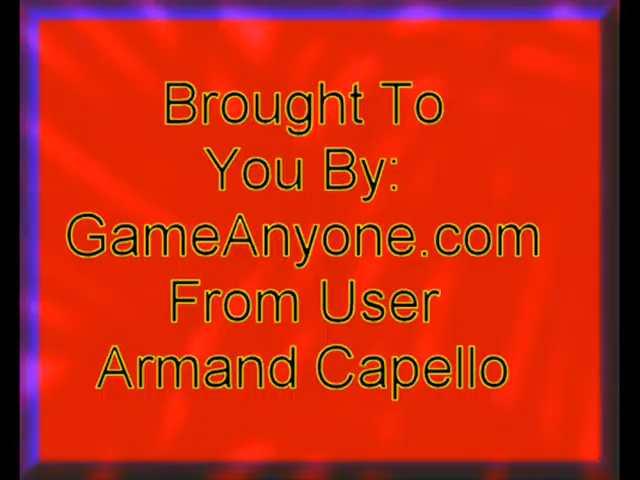 Brought To
You By:
GameAnyone.com
From User
Armand Capello